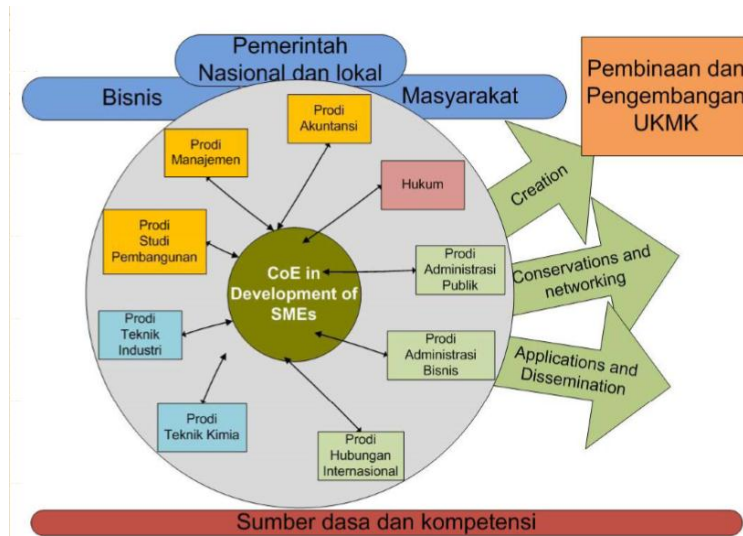 Pemerintah
Nasional dan lokal
Bisnis
Masyarakat
Pembinaan dan
Pengembangan
UKMK
Prodi
Akuntansi
Prodi
Manajemen
Hukum
Creation
Prodi
Studi
Pembangunan
CoE in
Development of
SMEs
Prodi
Administrasi
Publik
Conservations and
networking
Prodi
Teknik
Industri
Prodi
Administrasi
Bisnis
Applications and
Dissemination
Prodi
Teknik Kimia
Prodi
Hubungan
Internasional
Sumber dasa dan kompetensi